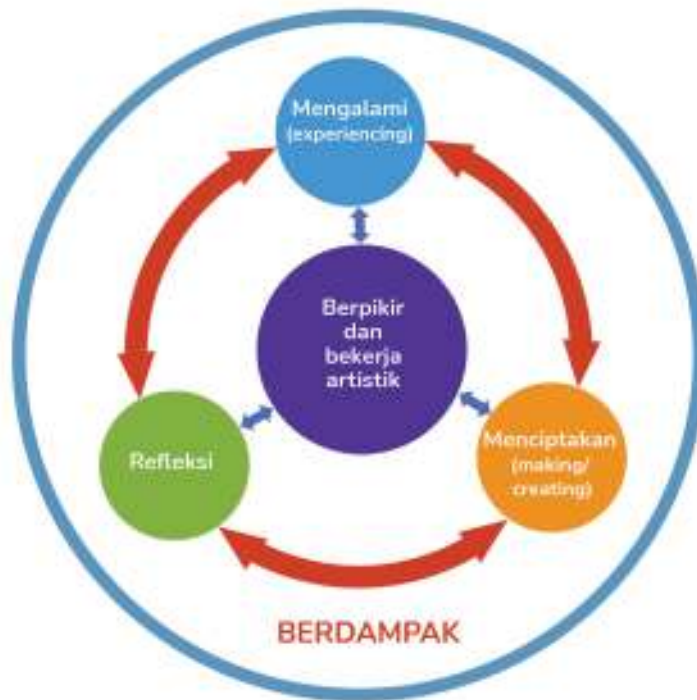 Mengalami
(experiencing)
Berpikir
dan
bekerja
artistik
Refleksi
Menciptakan
(making/
creating)
BERDAMPAK